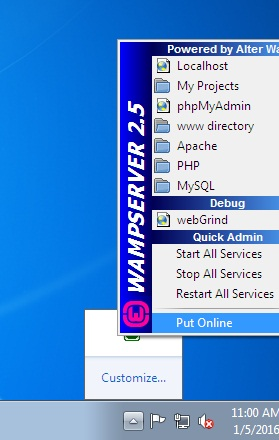 Powered by Alter Wa
Localhost
My Projects
phpMyAdmin
www directory
Apache
PHP
MySQL
Debug
webGrind
Quick Admin
Start All Services
Stop All Services
Restart All Services
Put Online
WAMPSERVER 2.5
Customize...
11:00 AM
1/5/2016